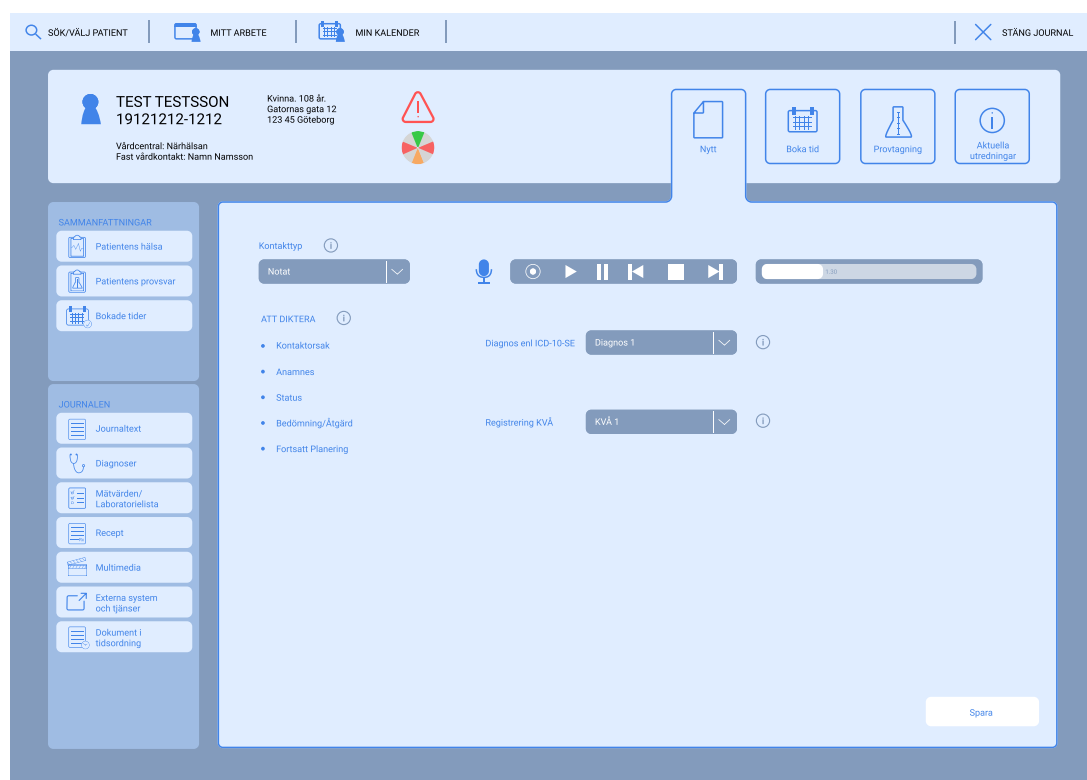 SÖK/VÄLJ PATIENT
MITT ARBETE
MIN KALENDER
STÄNG JOURNAL
TEST TESTSSON
19121212-1212
Vårdcentral: Närhälsan
Fast vårdkontakt: Namn Namsson
Kvinna. 108 år.
Gatornas gata 12
123 45 Göteborg
Nytt
Boka tid
Provtagning
Aktuella
utredningar
SAMMANFATTNINGAR
Patientens hälsa
Patientens provsvar
Bokade tider
JOURNALEN
Journaltext
Diagnoser
Mätvärden/
Laboratorielista
Recept
Multimedia
Externa system
och tjänser
Dokument i
tidsordning
Kontakttyp
Notat
1:30
ATT DIKTERA
Kontaktorsak
Anamnes
Status
Bedömning/Åtgärd
Fortsatt Planering
Diagnos enl ICD-10-SE
Diagnos 1
Registrering KVÅ
KVÅ 1
Spara